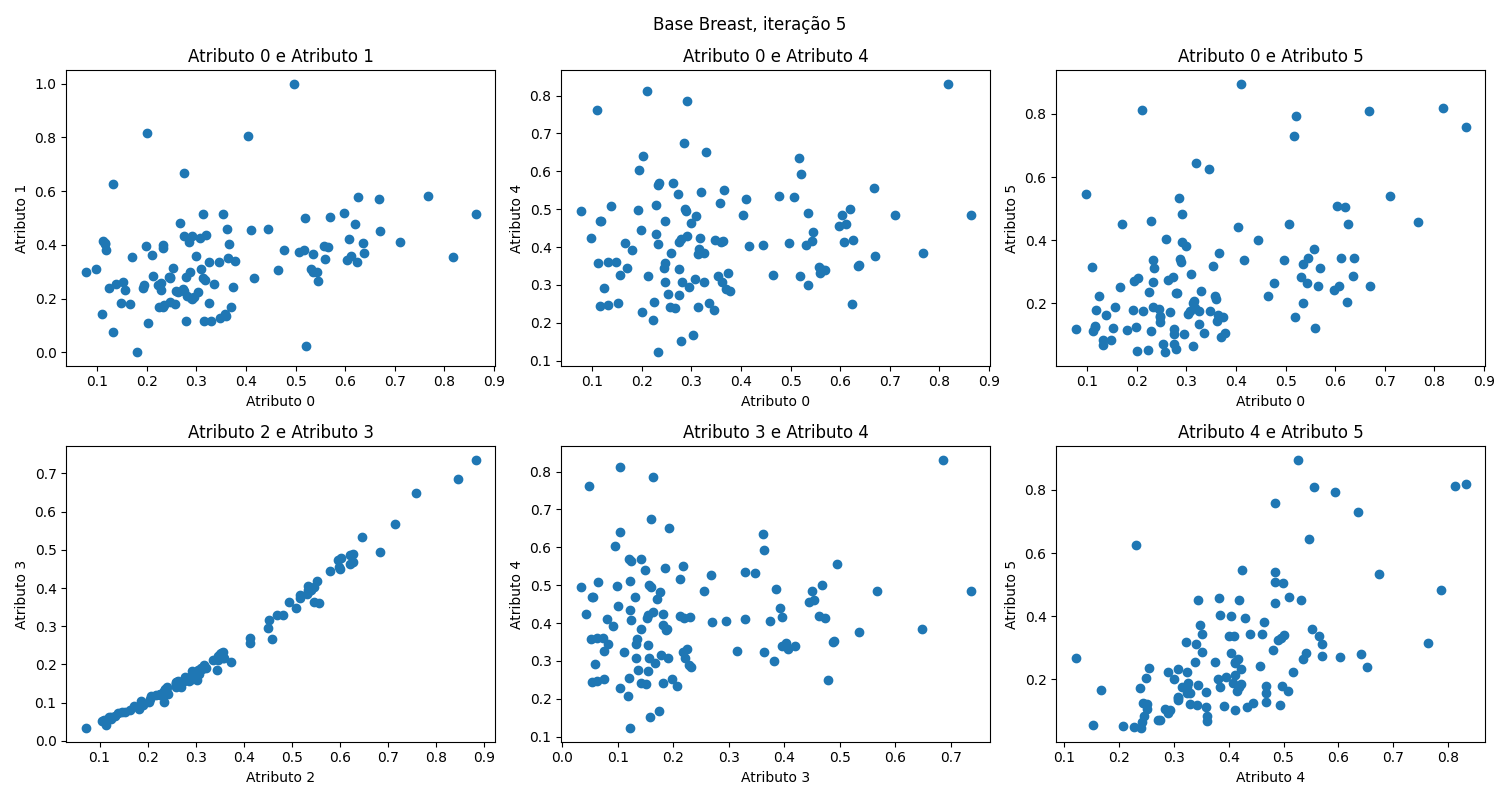 Base Breast, iteração 5
Atributo 0 e Atributo 1
Atributo 1
1.0
0.8
0.6
0.4
0.2
0.0
0.1 0.2 0.3 0.4 0.5 0.6 0.7 0.8 0.9
Atributo 0
Atributo 0 e Atributo 4
Atributo 4
0.8
0.7
0.6
0.5
0.4
0.3
0.2
0.1
0.1 0.2 0.3 0.4 0.5 0.6 0.7 0.8 0.9
Atributo 0
Atributo 0 e Atributo 5
Atributo 5
0.8
0.6
0.4
0.2
0.1 0.2 0.3 0.4 0.5 0.6 0.7 0.8 0.9
Atributo 0
Atributo 2 e Atributo 3
Atributo 3
0.7
0.6
0.5
0.4
0.3
0.2
0.1
0.0
0.1 0.2 0.3 0.4 0.5 0.6 0.7 0.8 0.9
Atributo 2
Atributo 3 e Atributo 4
Atributo 4
0.8
0.7
0.6
0.5
0.4
0.3
0.2
0.1
0.0 0.1 0.2 0.3 0.4 0.5 0.6 0.7
Atributo 3
Atributo 4 e Atributo 5
Atributo 5
0.8
0.6
0.4
0.2
0.1 0.2 0.3 0.4 0.5 0.6 0.7 0.8
Atributo 4